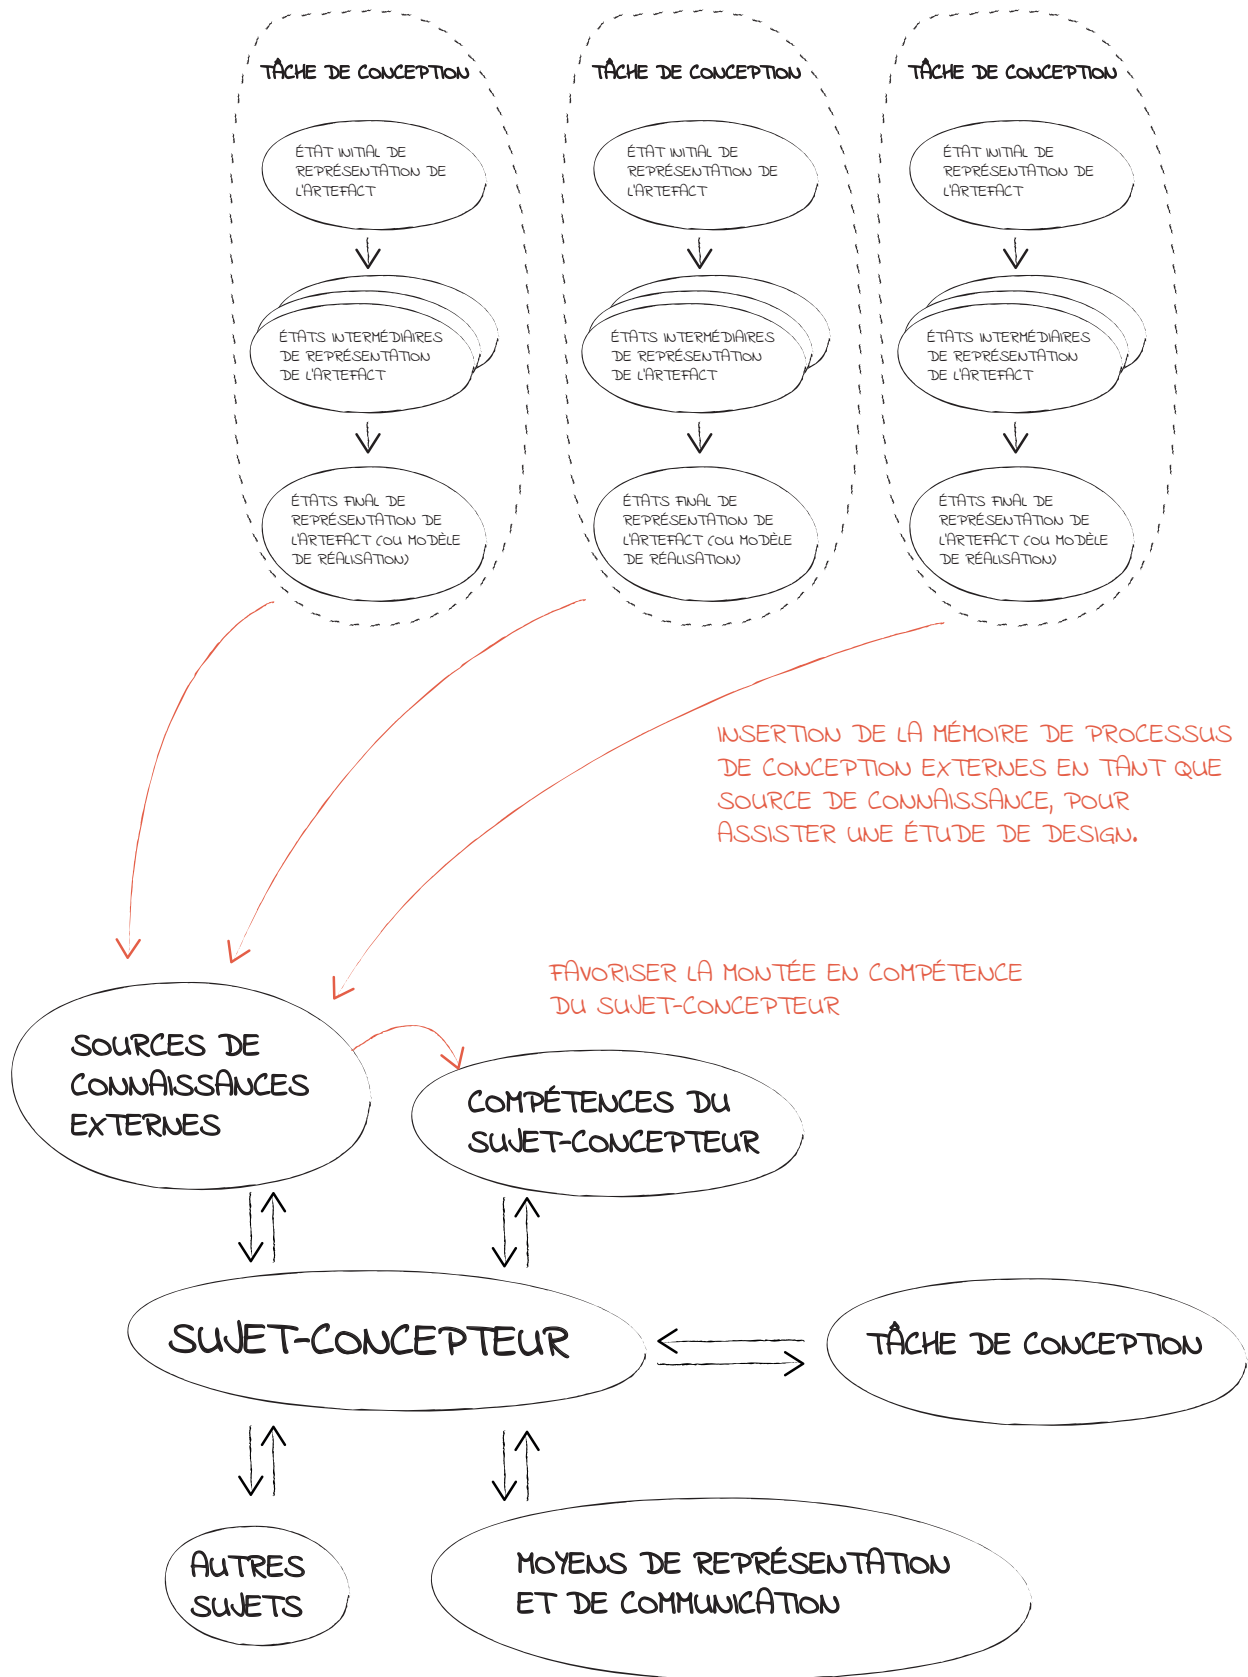 TÂCHE DE CONCEPTION
ÉTAT INITIAL DE
REPRÉSENTATION DE
L'ARTEFACT
ÉTATS INTERMÉDIAIRES
DE REPRÉSENTATION
DE L'ARTEFACT
ÉTATS FINAL DE
REPRÉSENTATION DE
L'ARTEFACT (OU MODÈLE
DE RÉALISATION)
TÂCHE DE CONCEPTION
ÉTAT INITIAL DE
REPRÉSENTATION DE
L'ARTEFACT
ÉTATS INTERMÉDIAIRES
DE REPRÉSENTATION
DE L'ARTEFACT
ÉTATS FINAL DE
REPRÉSENTATION DE
L'ARTEFACT (OU MODÈLE
DE RÉALISATION)
TÂCHE DE CONCEPTION
ÉTAT INITIAL DE
REPRÉSENTATION DE
L'ARTEFACT
ÉTATS INTERMÉDIAIRES
DE REPRÉSENTATION
DE L'ARTEFACT
ÉTATS FINAL DE
REPRÉSENTATION DE
L'ARTEFACT (OU MODÈLE
DE RÉALISATION)
INSERTION DE LA MÉMOIRE DE PROCESSUS
DE CONCEPTION EXTERNES EN TANT QUE
SOURCE DE CONNAISSANCE, POUR
ASSISTER UNE ÉTUDE DE DESIGN.
FAVORISER LA MONTÉE EN COMPÉTENCE
DU SUJET-CONCEPTEUR
SOURCES DE
CONNAISSANCES
EXTERNES
COMPÉTENCES DU
SUJET-CONCEPTEUR
SUJET-CONCEPTEUR
TÂCHE DE CONCEPTION
AUTRES
SUJETS
MOYENS DE REPRÉSENTATION
ET DE COMMUNICATION